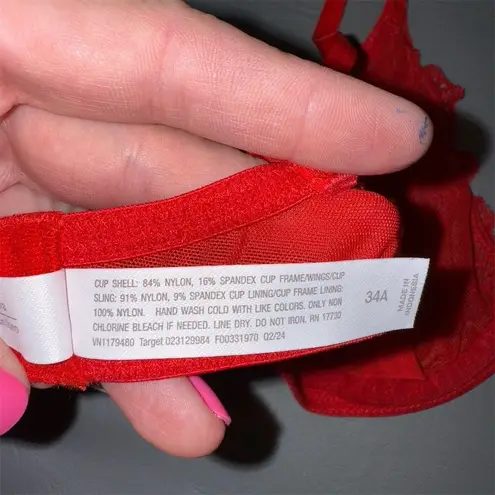 CUP SHELL: 84% NYLON, 16% SPANDEX CUP FRAME/WINGS/CUP
SLING: 91% NYLON, 9% SPANDEX CUP LINING/CUP FRAME LINING:
100% NYLON. HAND WASH COLD WITH LIKE COLORS. ONLY NON
CHLORINE BLEACH IF NEEDED. LINE DRY. DO NOT IRON. RN 17730
VN1179480 Target 023129984 F00331970 Q2/24
34A
MADE IN
INDONESIA